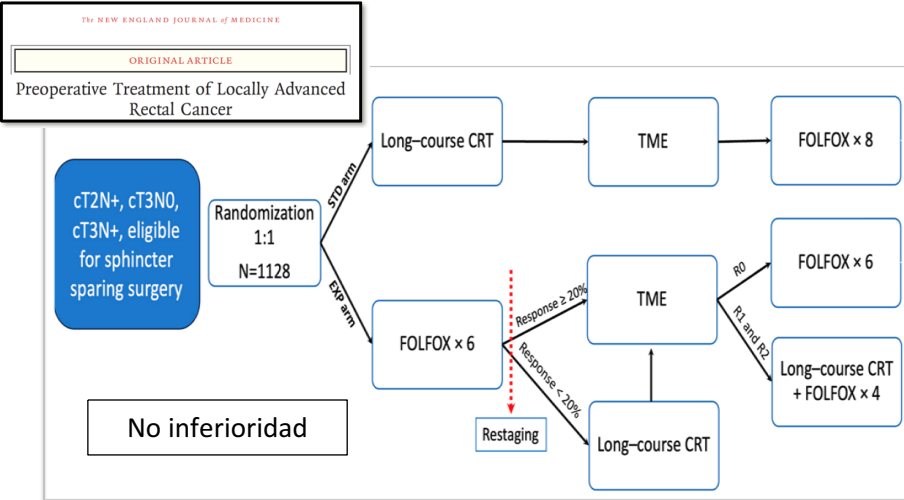 The NEW ENGLAND JOURNAL of MEDICINE
ORIGINAL ARTICLE
Preoperative Treatment of Locally Advanced
Rectal Cancer
cT2N+, cT3N0,
cT3N+, eligible
for sphincter
sparing surgery
Randomization
1:1
N=1128
STD arm
EXP arm
Long–course CRT
TME
FOLFOX × 8
FOLFOX × 6
Response ≥ 20%
Response < 20%
Restaging
TME
Long–course CRT
R0
R1 and R2
FOLFOX × 6
Long–course CRT
+ FOLFOX × 4
No inferioridad